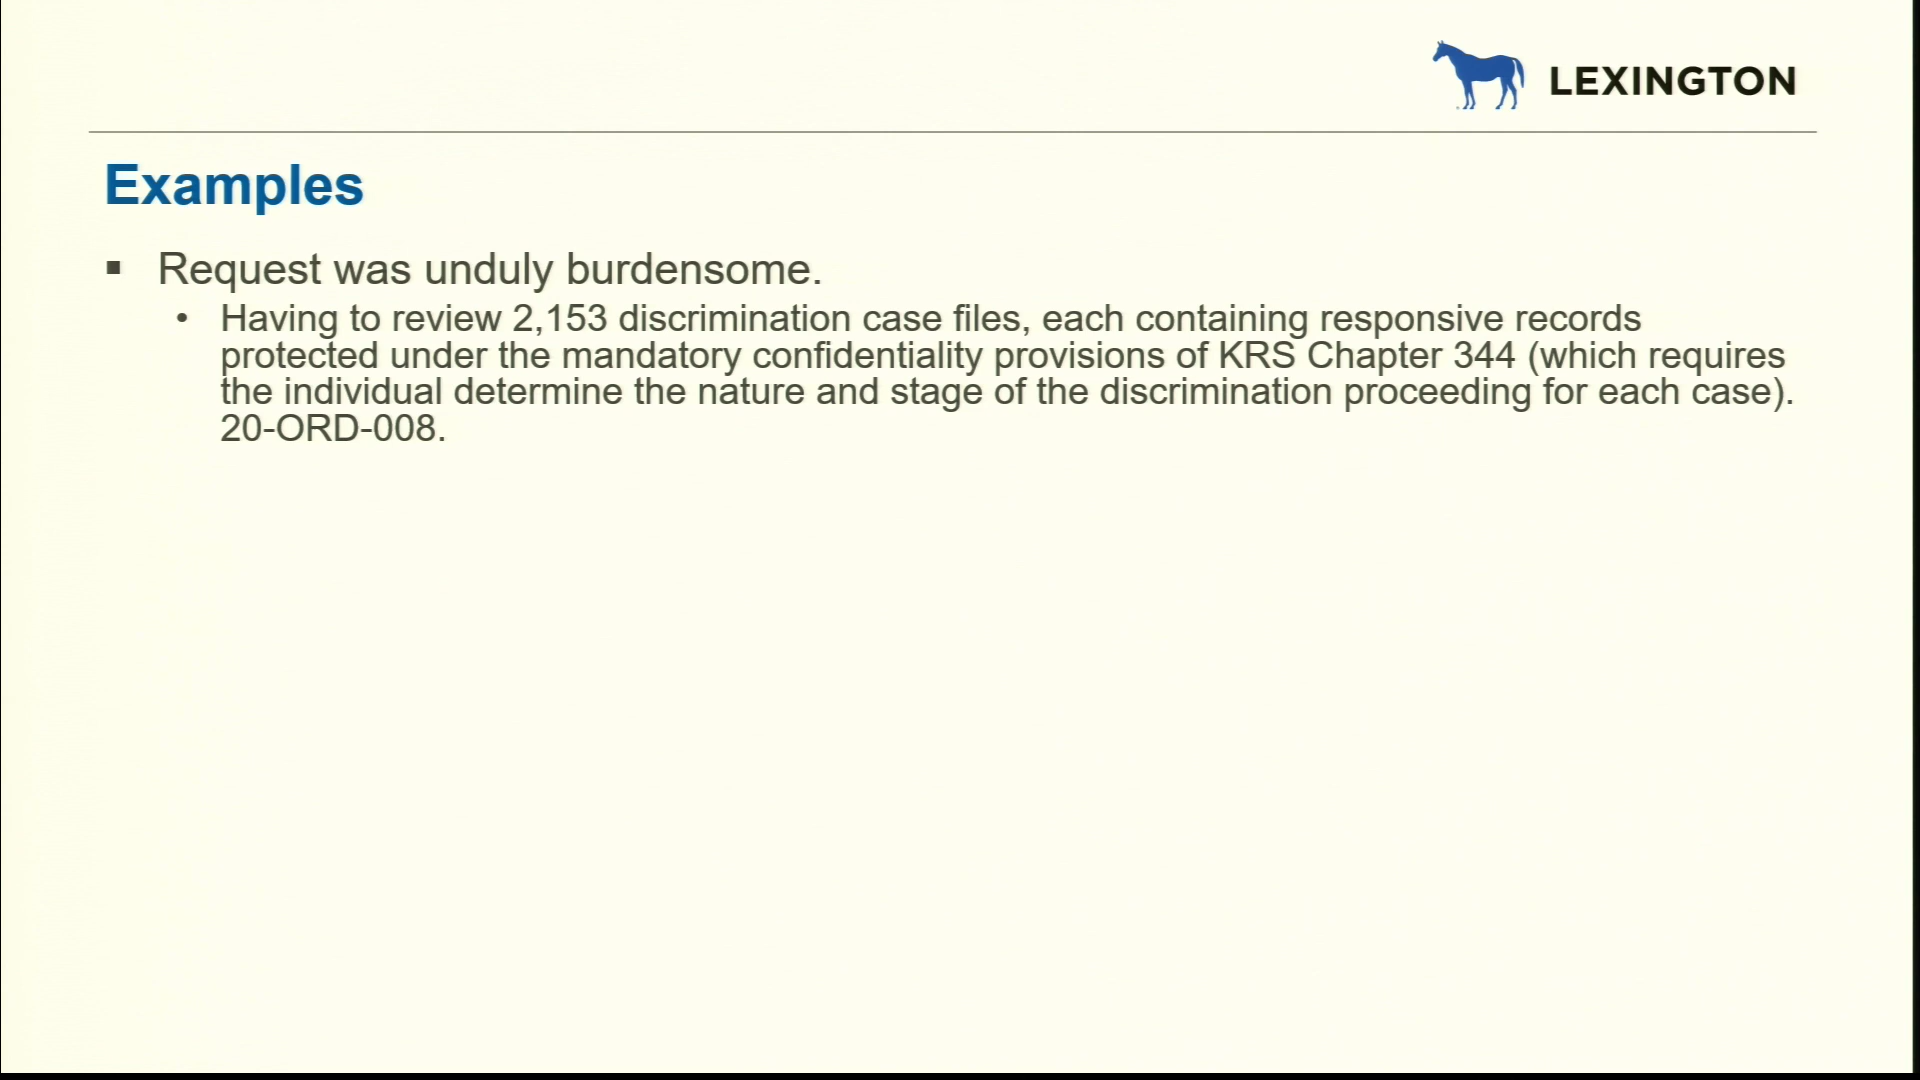 LEXINGTON
Examples
▪ Request was unduly burdensome.
• Having to review 2,153 discrimination case files, each containing responsive records
protected under the mandatory confidentiality provisions of KRS Chapter 344 (which requires
the individual determine the nature and stage of the discrimination proceeding for each case).
20-ORD-008.